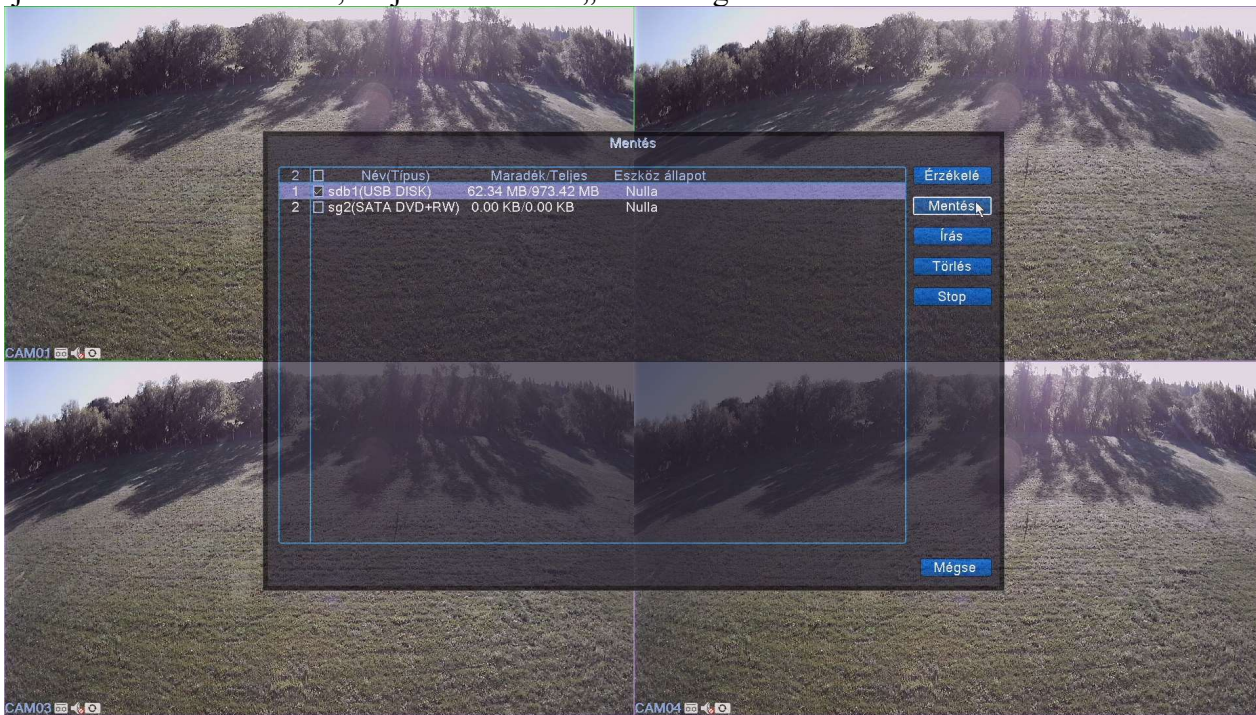 Mentés
2 Név(Típus) Maradék/Teljes Eszköz állapot
1 sdb1(USB DISK) 62.34 MB/973.42 MB Nulla
2 sg2(SATA DVD+RW) 0.00 KB/0.00 KB Nulla
Érzékelé
Mentés
Írás
Törlés
Stop
Mégse
CAM01
CAM03
CAM04